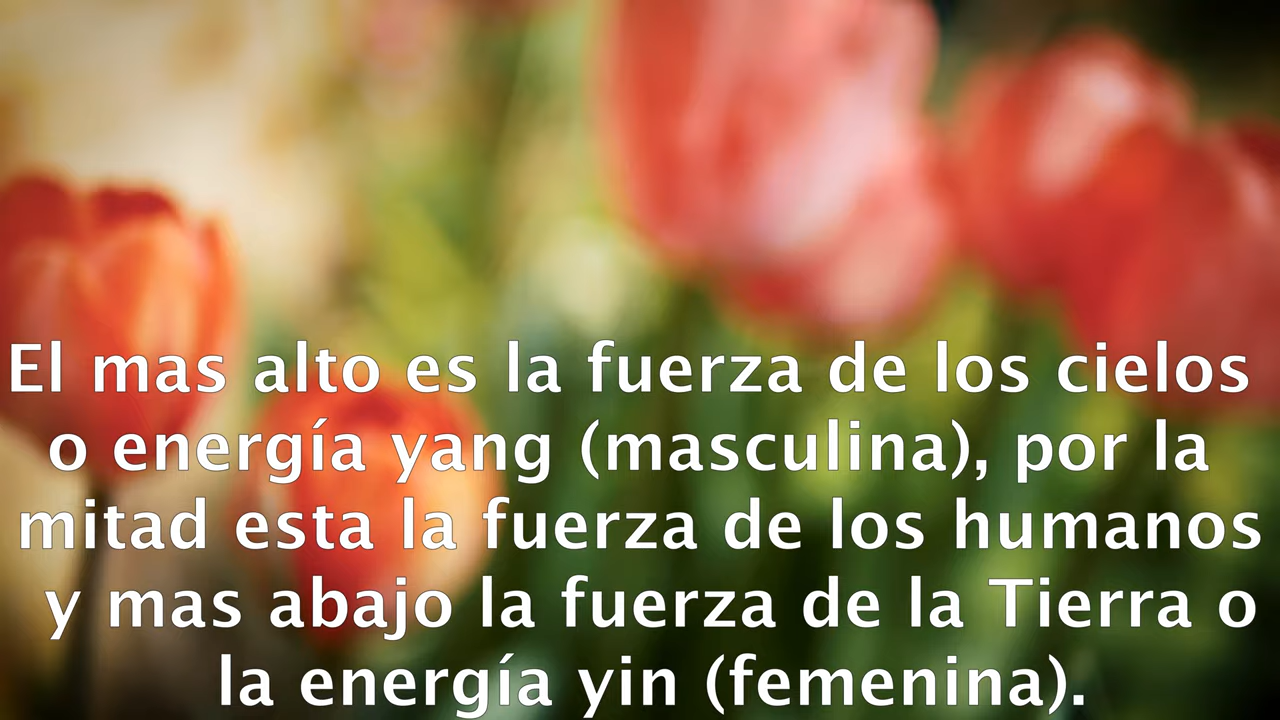 El mas alto es la fuerza de los cielos
o energía yang (masculina), por la
mitad esta la fuerza de los humanos
y mas abajo la fuerza de la Tierra o
la energía yin (femenina).